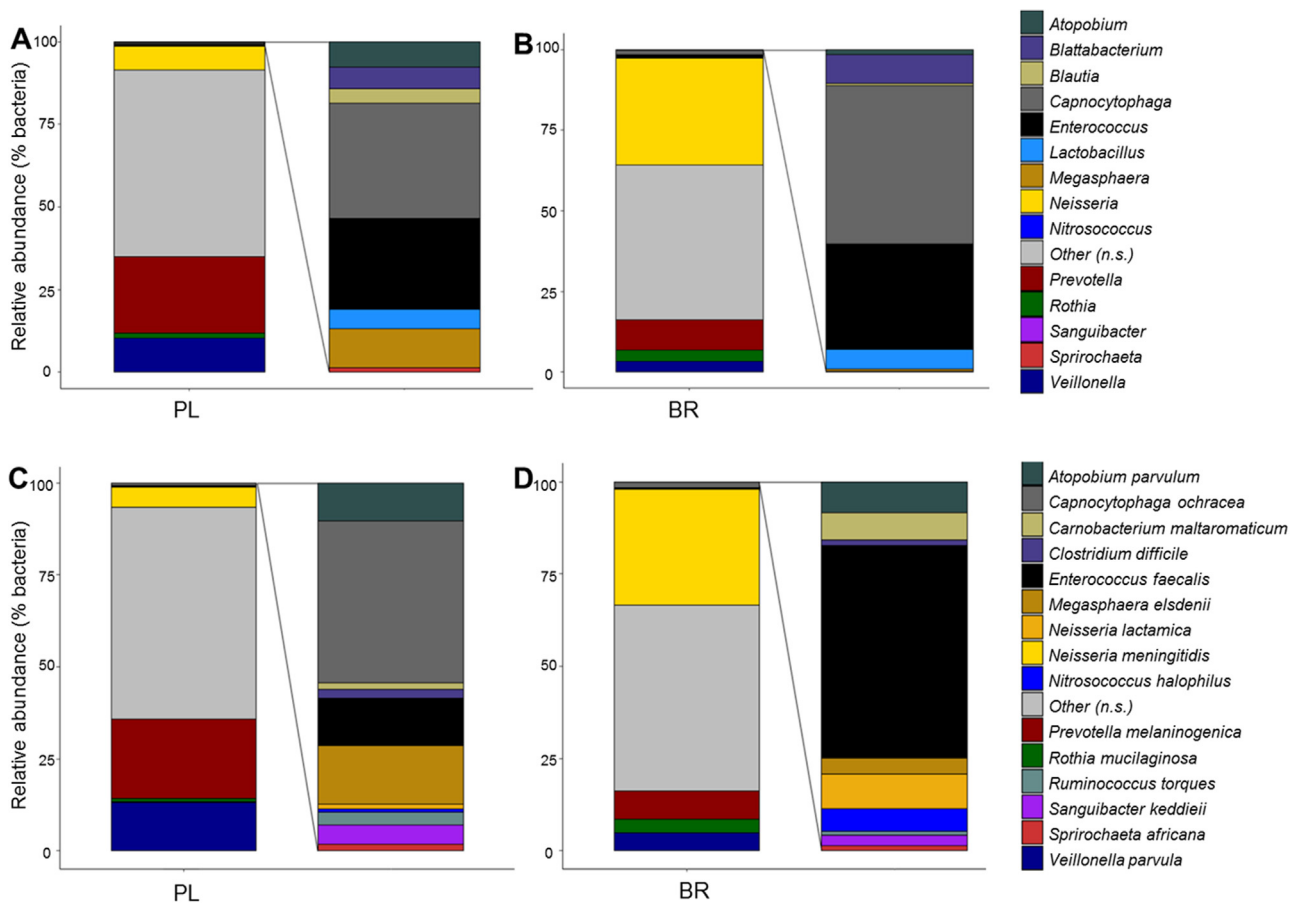 A
Relative abundance (% bacteria)
100
75
50
25
0
PL
B
100
75
50
25
0
BR
Atopobium
Blattabacterium
Blautia
Capnocytophaga
Enterococcus
Lactobacillus
Megasphaera
Neisseria
Nitrosococcus
Other (n.s.)
Prevotella
Rothia
Sanguibacter
Sprirochaeta
Veillonella
C
Relative abundance (% bacteria)
100
75
50
25
0
PL
D
100
75
50
25
0
BR
Atopobium parvulum
Capnocytophaga ochracea
Carnobacterium maltaromaticum
Clostridium difficile
Enterococcus faecalis
Megasphaera elsdenii
Neisseria lactamica
Neisseria meningitidis
Nitrosococcus halophilus
Other (n.s.)
Prevotella melaninogenica
Rothia mucilaginosa
Ruminococcus torques
Sanguibacter keddieii
Sprirochaeta africana
Veillonella parvula